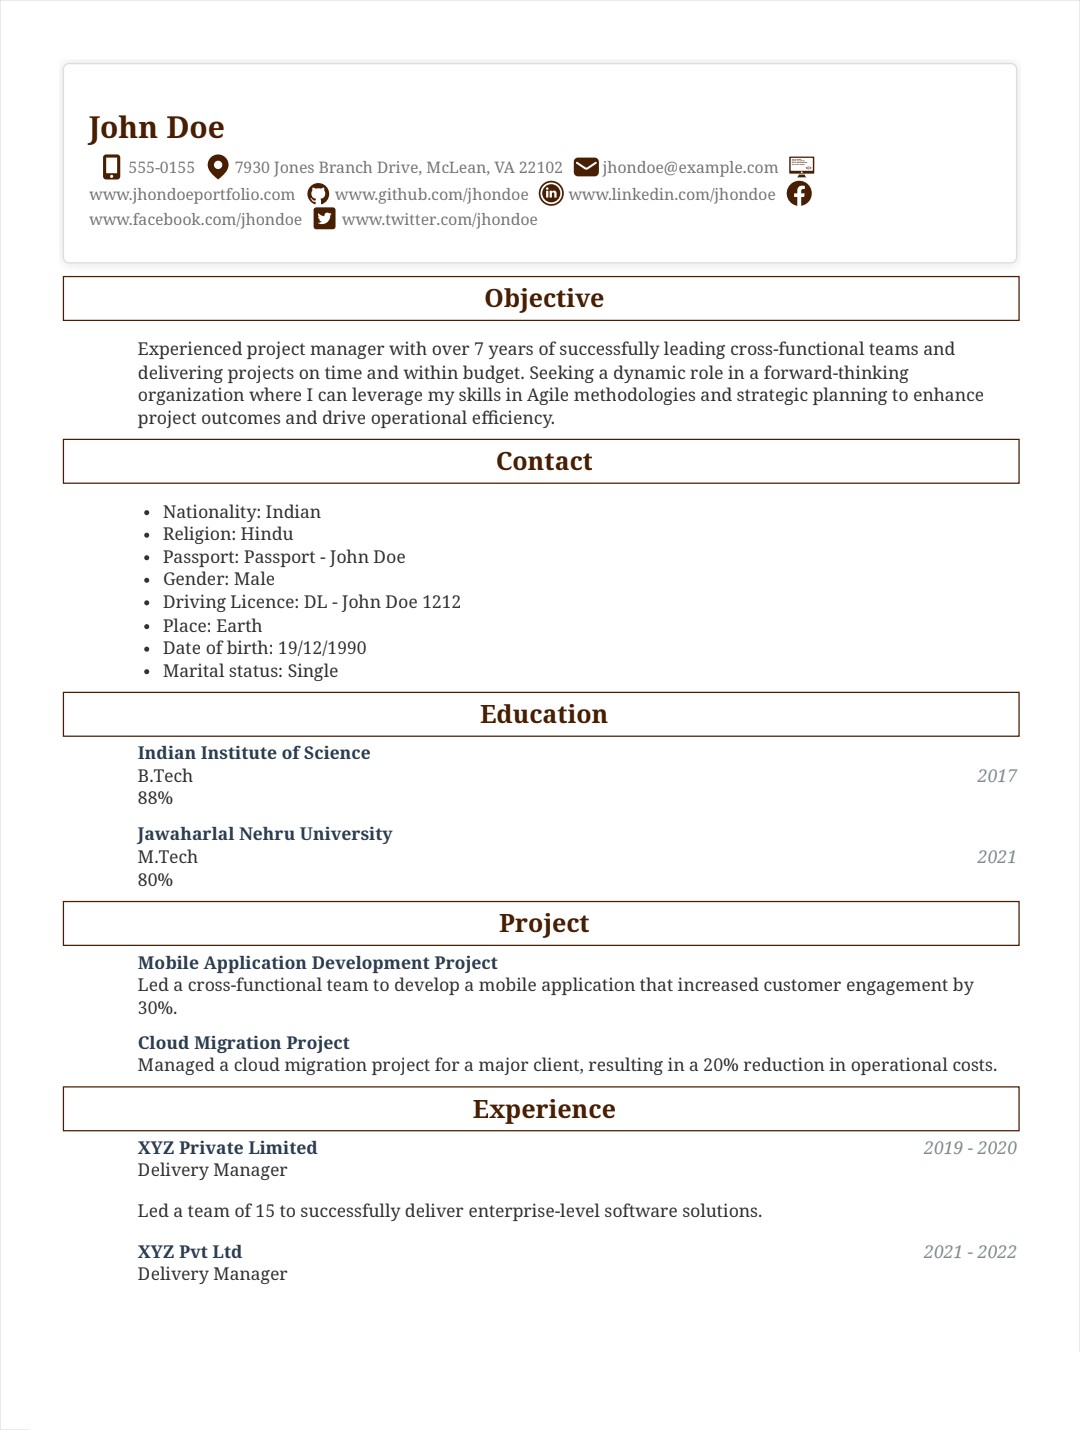 John Doe
555-0155 7930 Jones Branch Drive, McLean, VA 22102 jhondoe@example.com
www.jhondoeportfolio.com www.github.com/jhondoe www.linkedin.com/jhondoe
www.facebook.com/jhondoe www.twitter.com/jhondoe
Objective
Experienced project manager with over 7 years of successfully leading cross-functional teams and
delivering projects on time and within budget. Seeking a dynamic role in a forward-thinking
organization where I can leverage my skills in Agile methodologies and strategic planning to enhance
project outcomes and drive operational efficiency.
Contact
• Nationality: Indian
• Religion: Hindu
• Passport: Passport - John Doe
• Gender: Male
• Driving Licence: DL - John Doe 1212
• Place: Earth
• Date of birth: 19/12/1990
• Marital status: Single
Education
Indian Institute of Science
B.Tech 2017
88%
Jawaharlal Nehru University
M.Tech 2021
80%
Project
Mobile Application Development Project
Led a cross-functional team to develop a mobile application that increased customer engagement by
30%.
Cloud Migration Project
Managed a cloud migration project for a major client, resulting in a 20% reduction in operational costs.
Experience
XYZ Private Limited 2019 - 2020
Delivery Manager
Led a team of 15 to successfully deliver enterprise-level software solutions.
XYZ Pvt Ltd 2021 - 2022
Delivery Manager